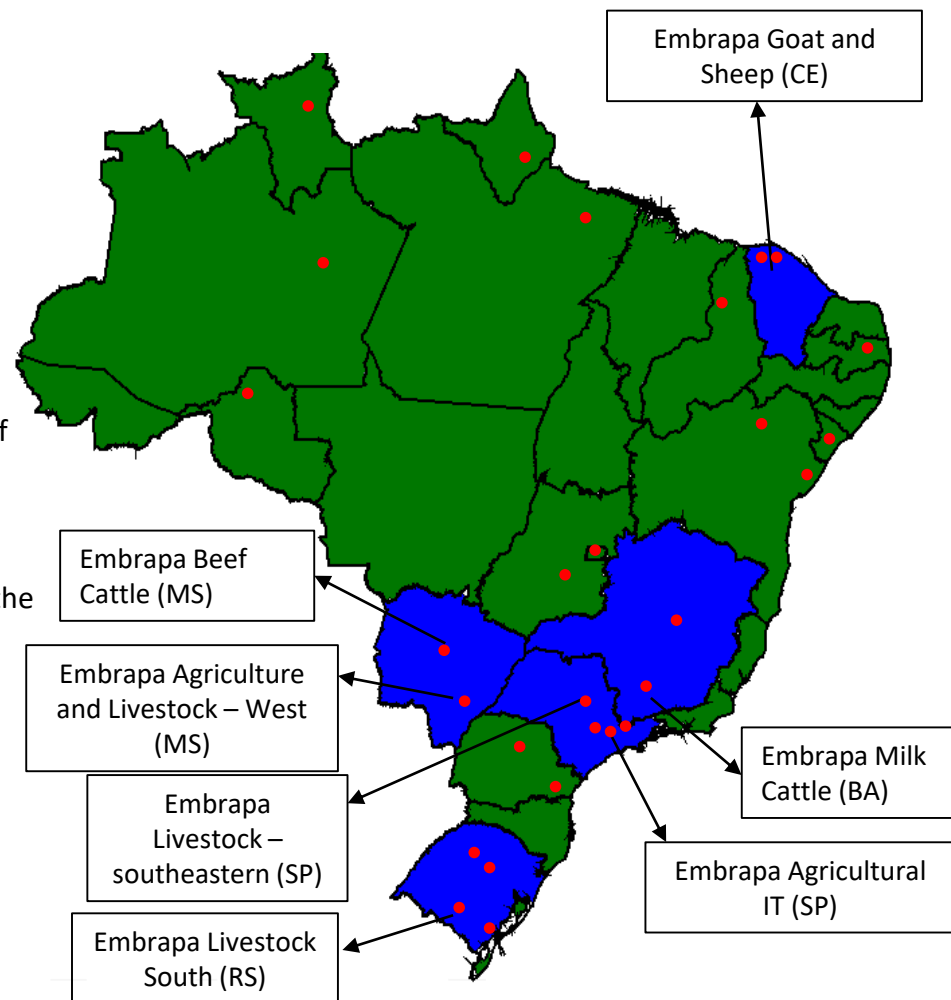 Embrapa Goat and
Sheep (CE)
f
the
Embrapa Beef
Cattle (MS)
Embrapa Agriculture
and Livestock – West
(MS)
Embrapa
Livestock –
southeastern (SP)
Embrapa Livestock
South (RS)
Embrapa Milk
Cattle (BA)
Embrapa Agricultural
IT (SP)